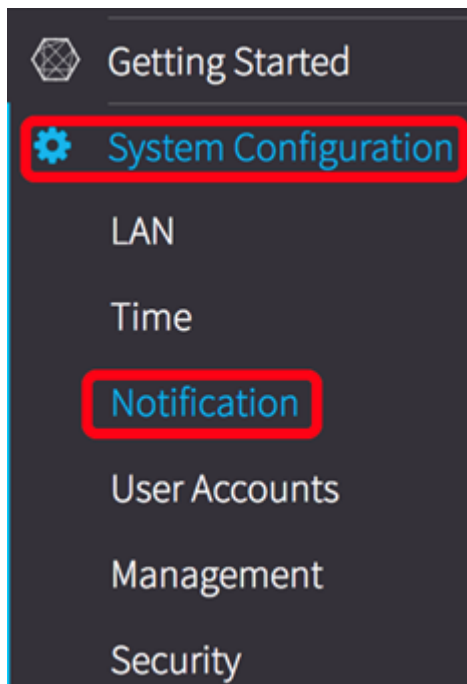 Getting Started
System Configuration
LAN
Time
Notification
User Accounts
Management
Security